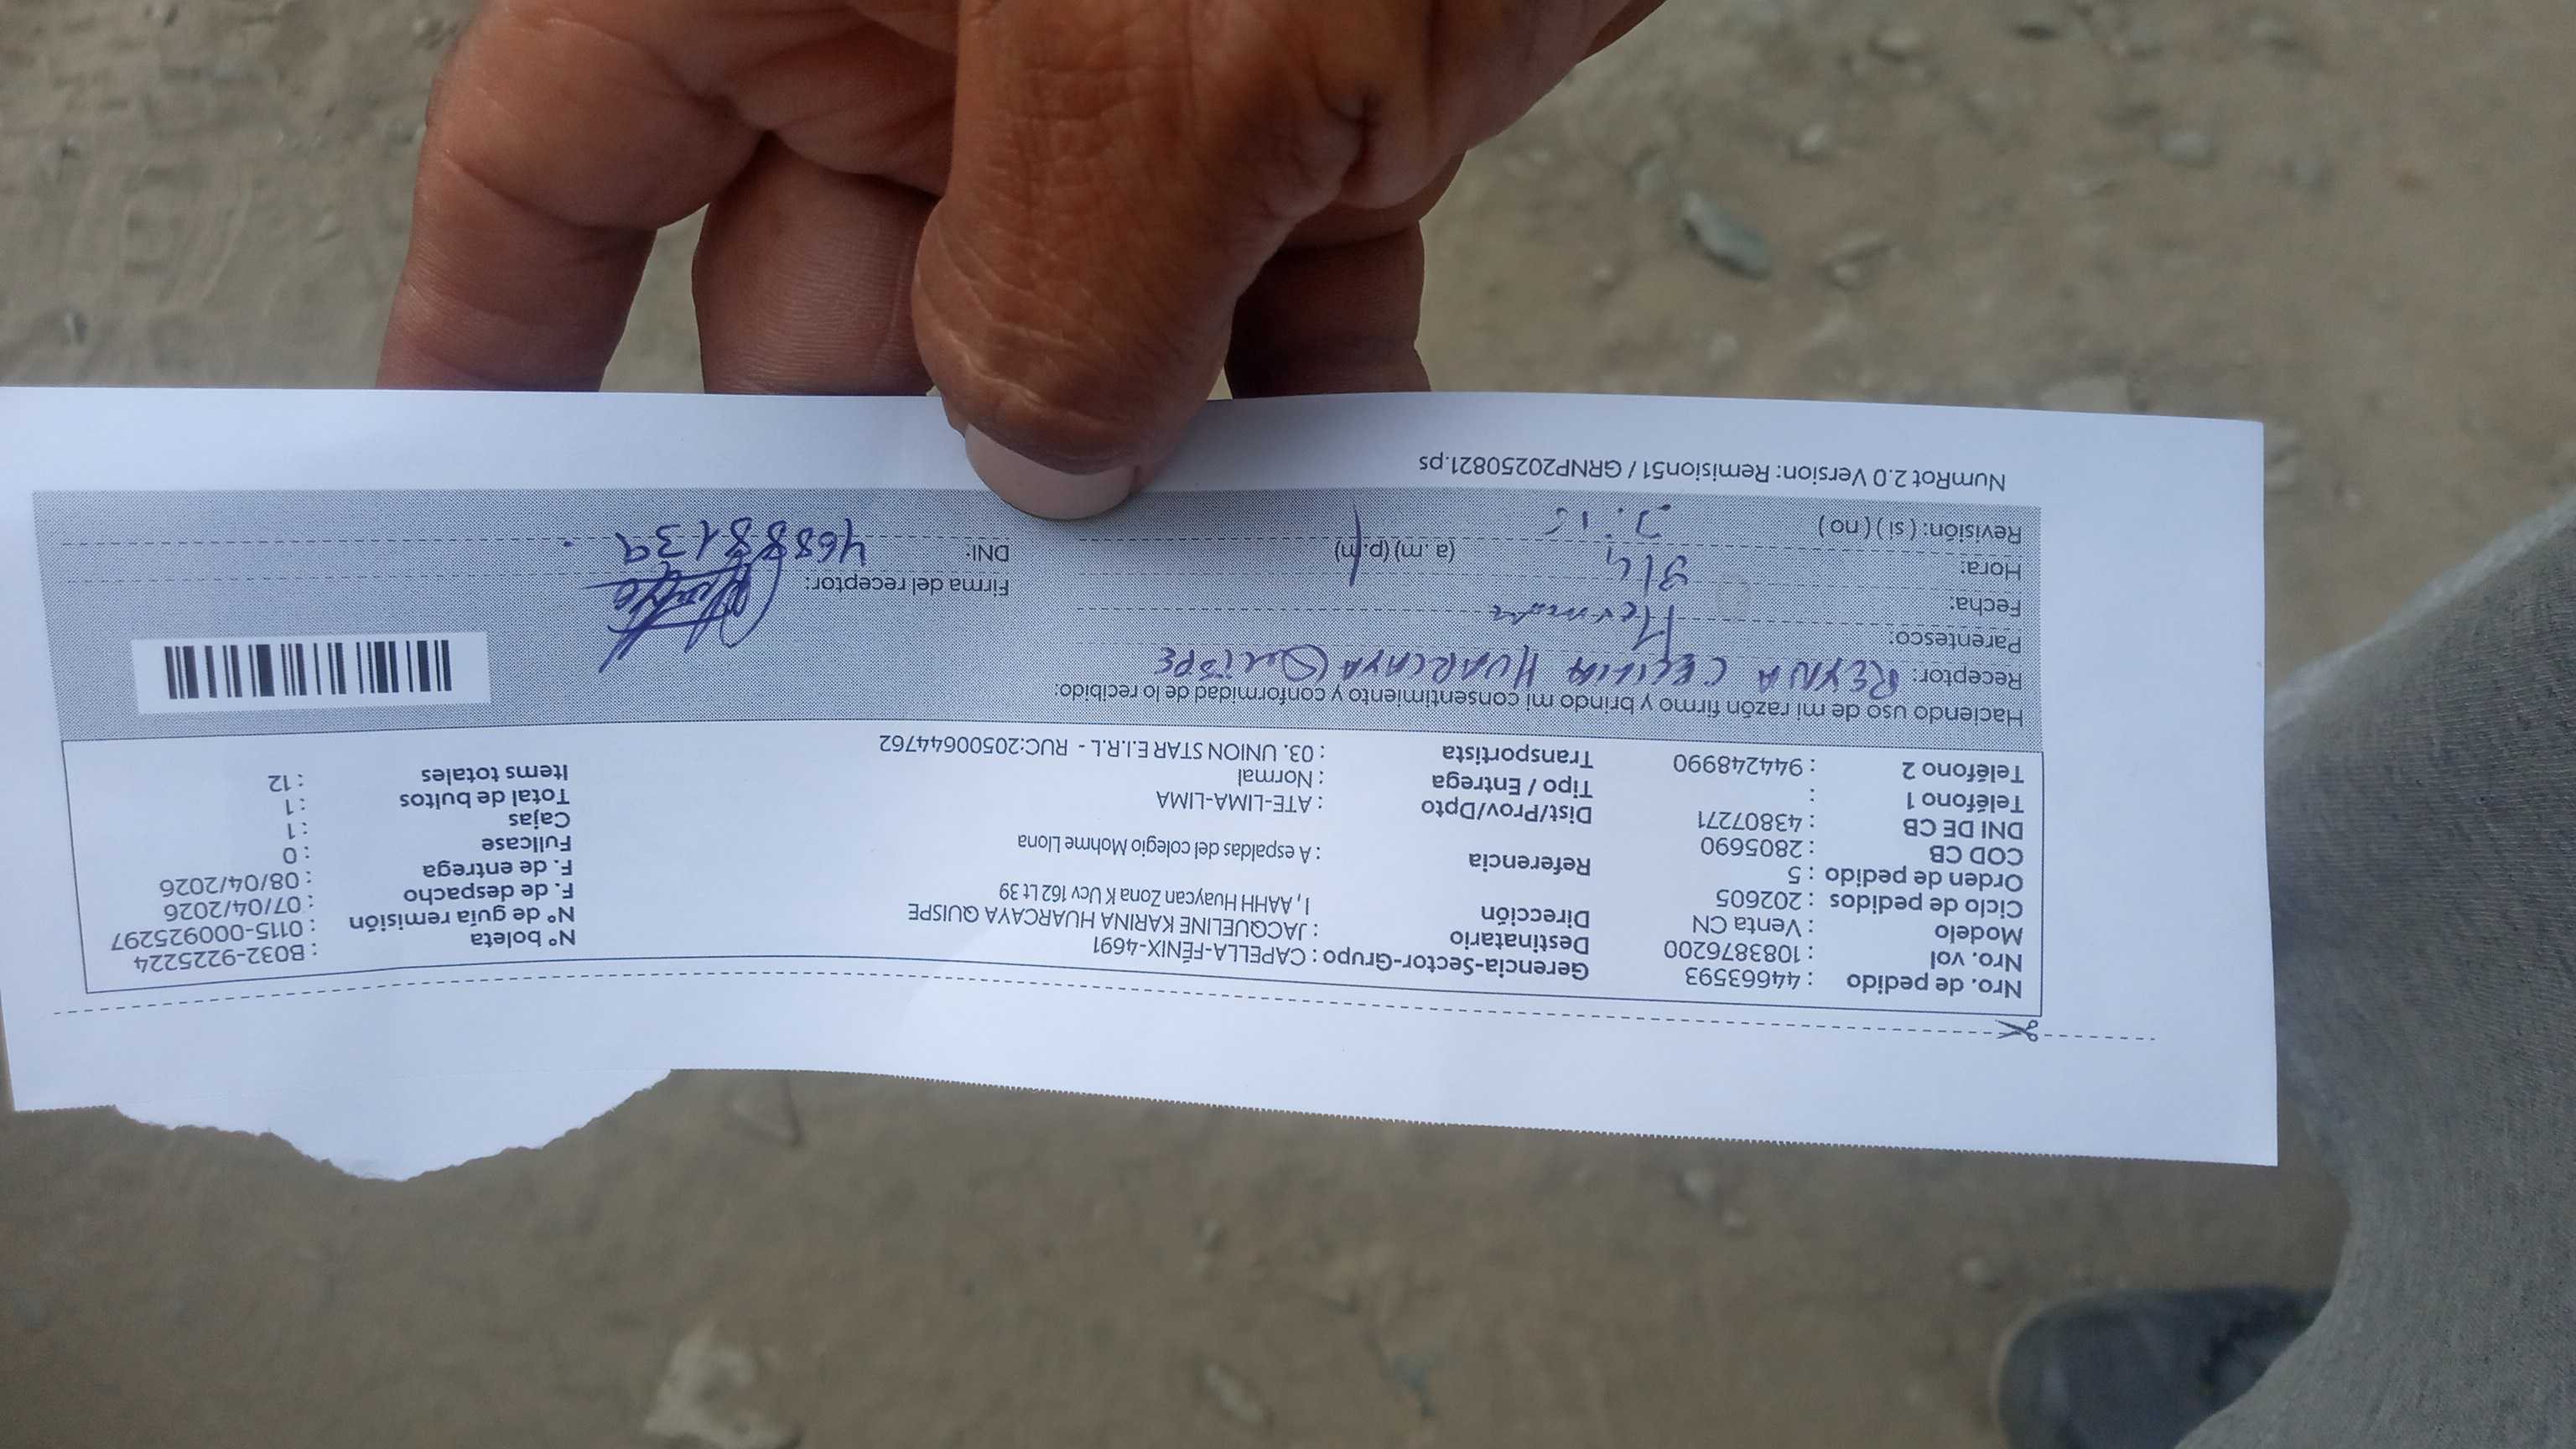 Nro. de pedido : 44663593 Gerencia-Sector-Grupo : CAPELLA-FÉNIX-4691 N° boleta : B032-9225224
Nro. vol : 1083876200 Destinatario : JACQUELINE KARINA HUARCAYA QUISPE N° de guía remisión : 0115-000925297
Modelo : Venta CN Dirección I, AAHH Huaycan Zona K Ucv 162 Lt 39 F. de despacho : 07/04/2026
Ciclo de pedidos : 202605 F. de entrega : 08/04/2026
Orden de pedido : 5 Referencia : A espaldas del colegio Mohme Llona Fullcase : 0
COD CB : 2805690 Cajas : 1
DNI DE CB : 43807271 Dist/Prov/Dpto : ATE-LIMA-LIMA Total de bultos : 1
Teléfono 1 : Tipo / Entrega : Normal Items totales : 12
Teléfono 2 : 944248990 Transportista : 03. UNION STAR E.I.R.L - RUC:20500644762
Haciendo uso de mi razón firmo y brindo mi consentimiento y conformidad de lo recibido:
Receptor: REYNA CECILIA HUARCAYA QUISPE
Parentesco: Hermana
Fecha: 8/4 Firma del receptor:
Hora: (a.m) (p.m) DNI: 46888139
Revisión: ( si ) ( no )
NumRot 2.0 Version: Remision51 / GRNP20250821.ps